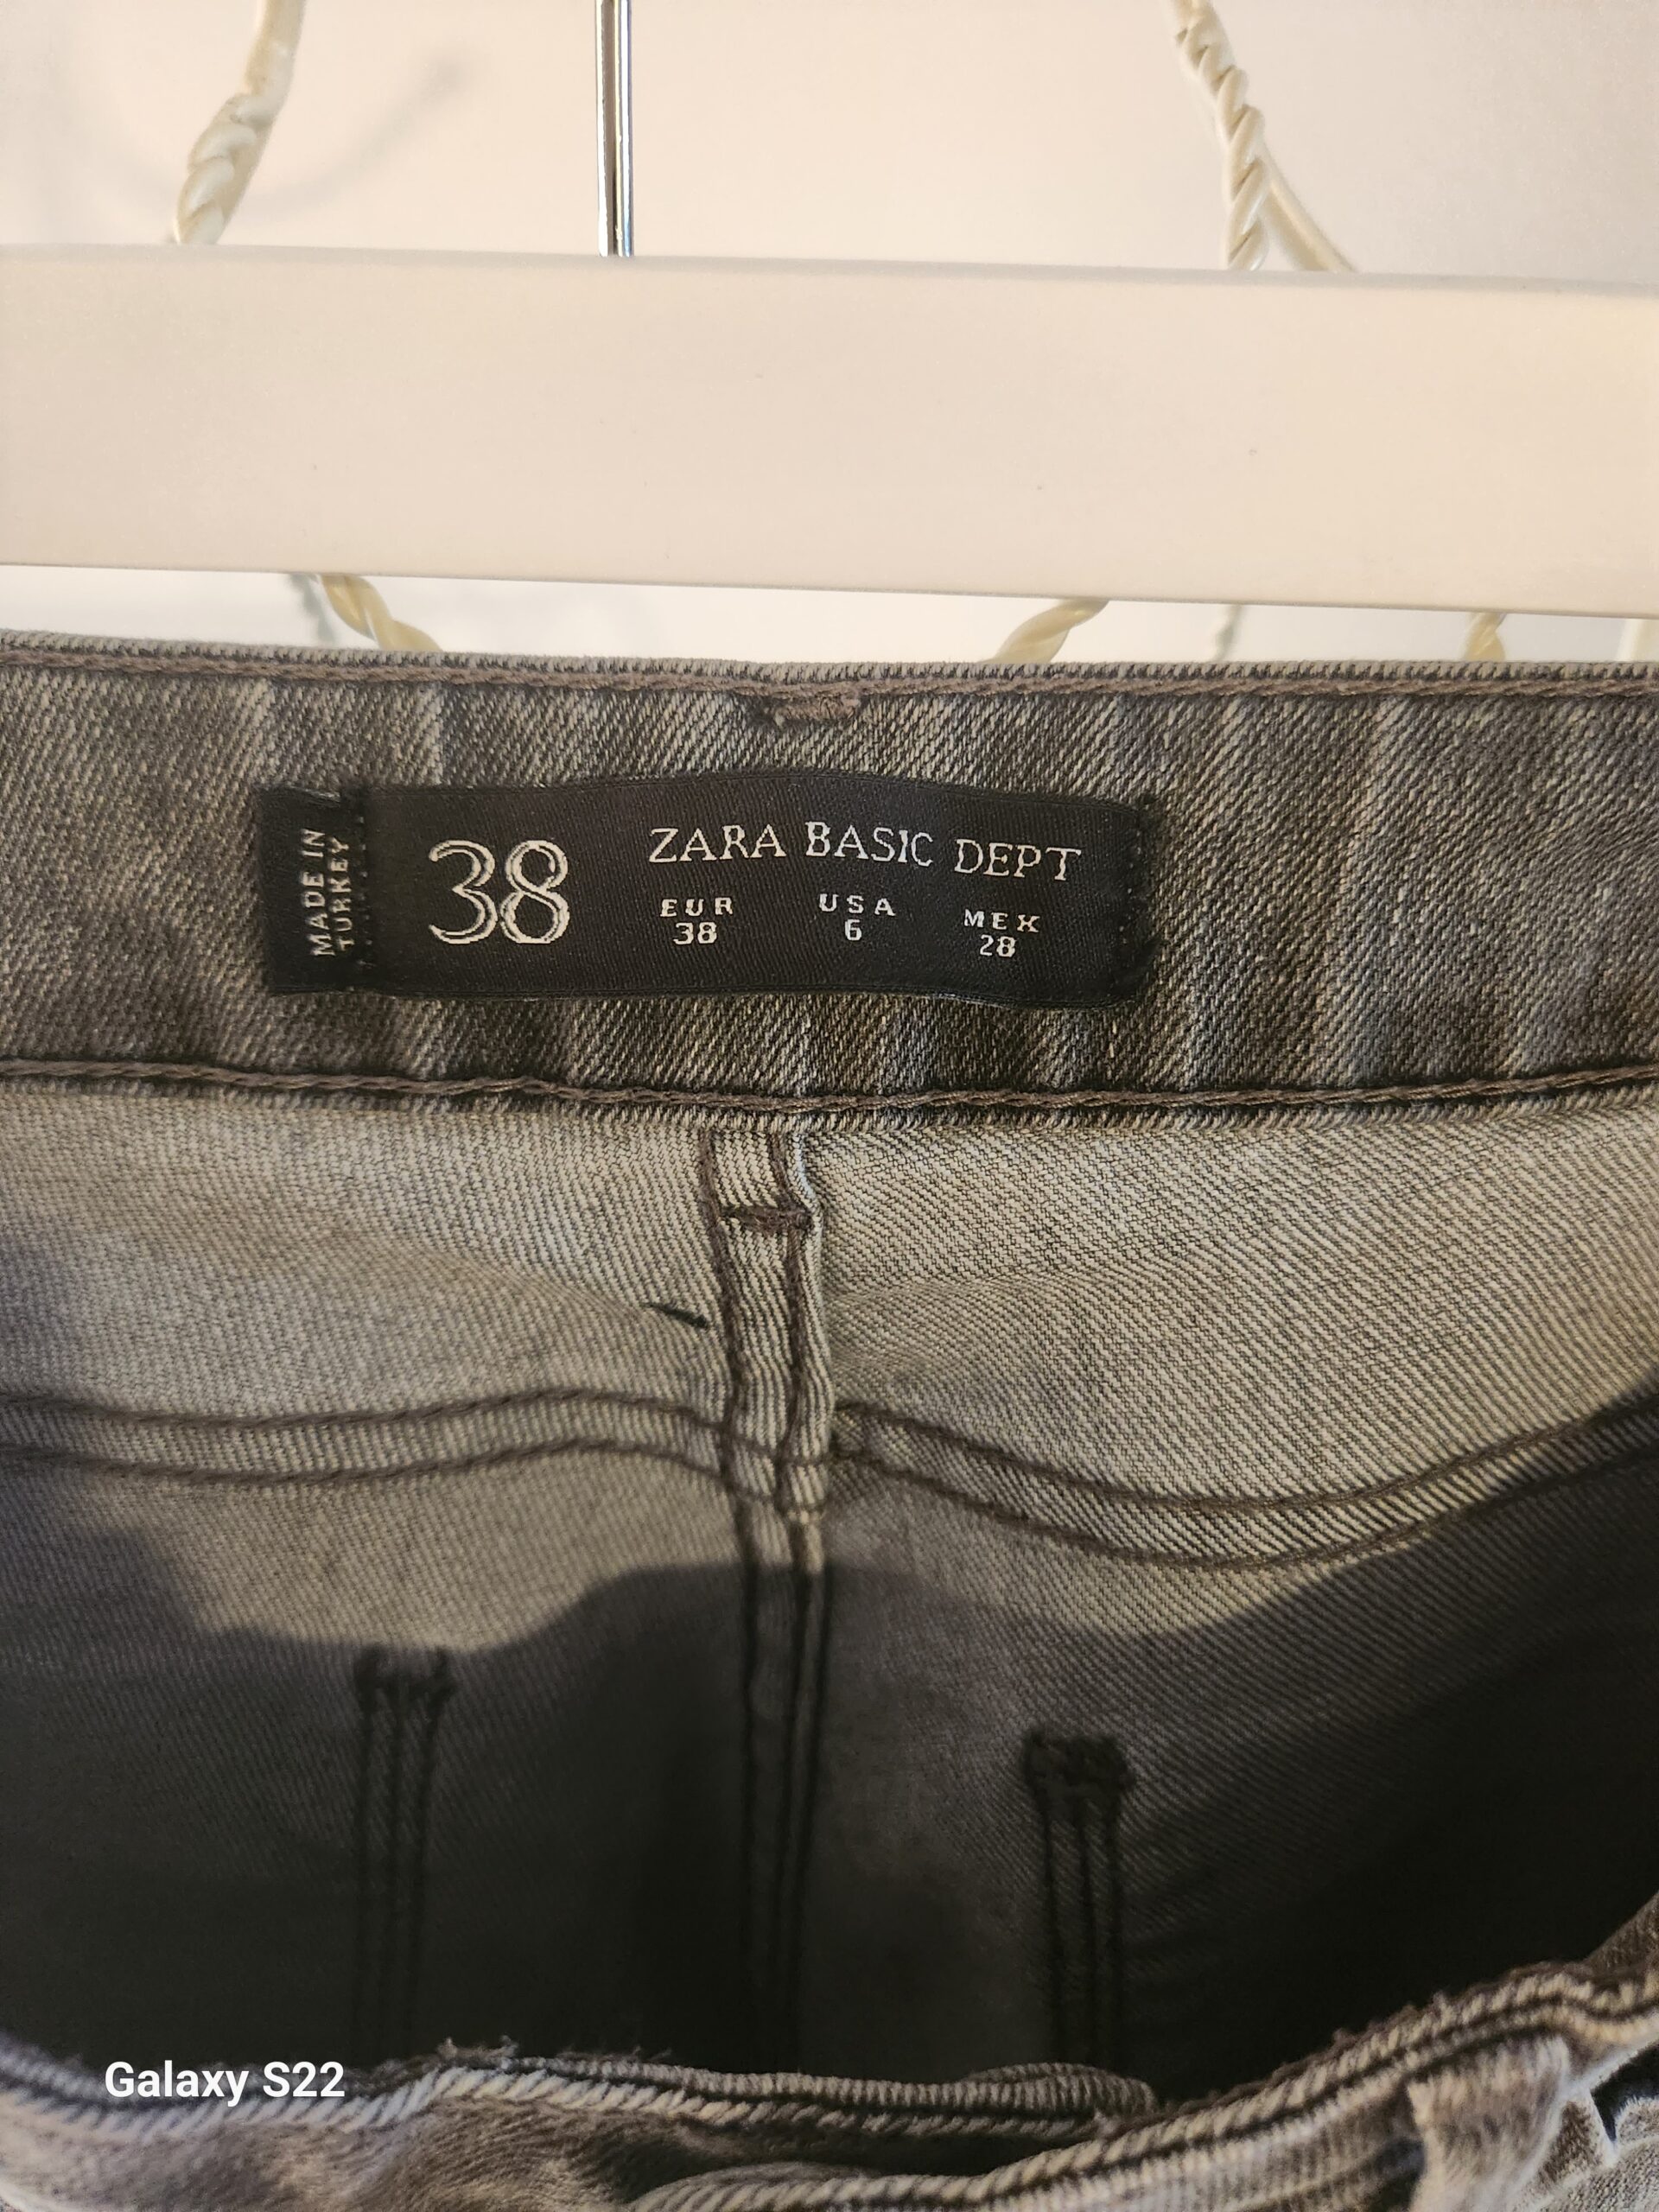 MADE IN
TURKEY
38
ZARA BASIC DEPT
EUR USA MEX
38 6 28
Galaxy S22